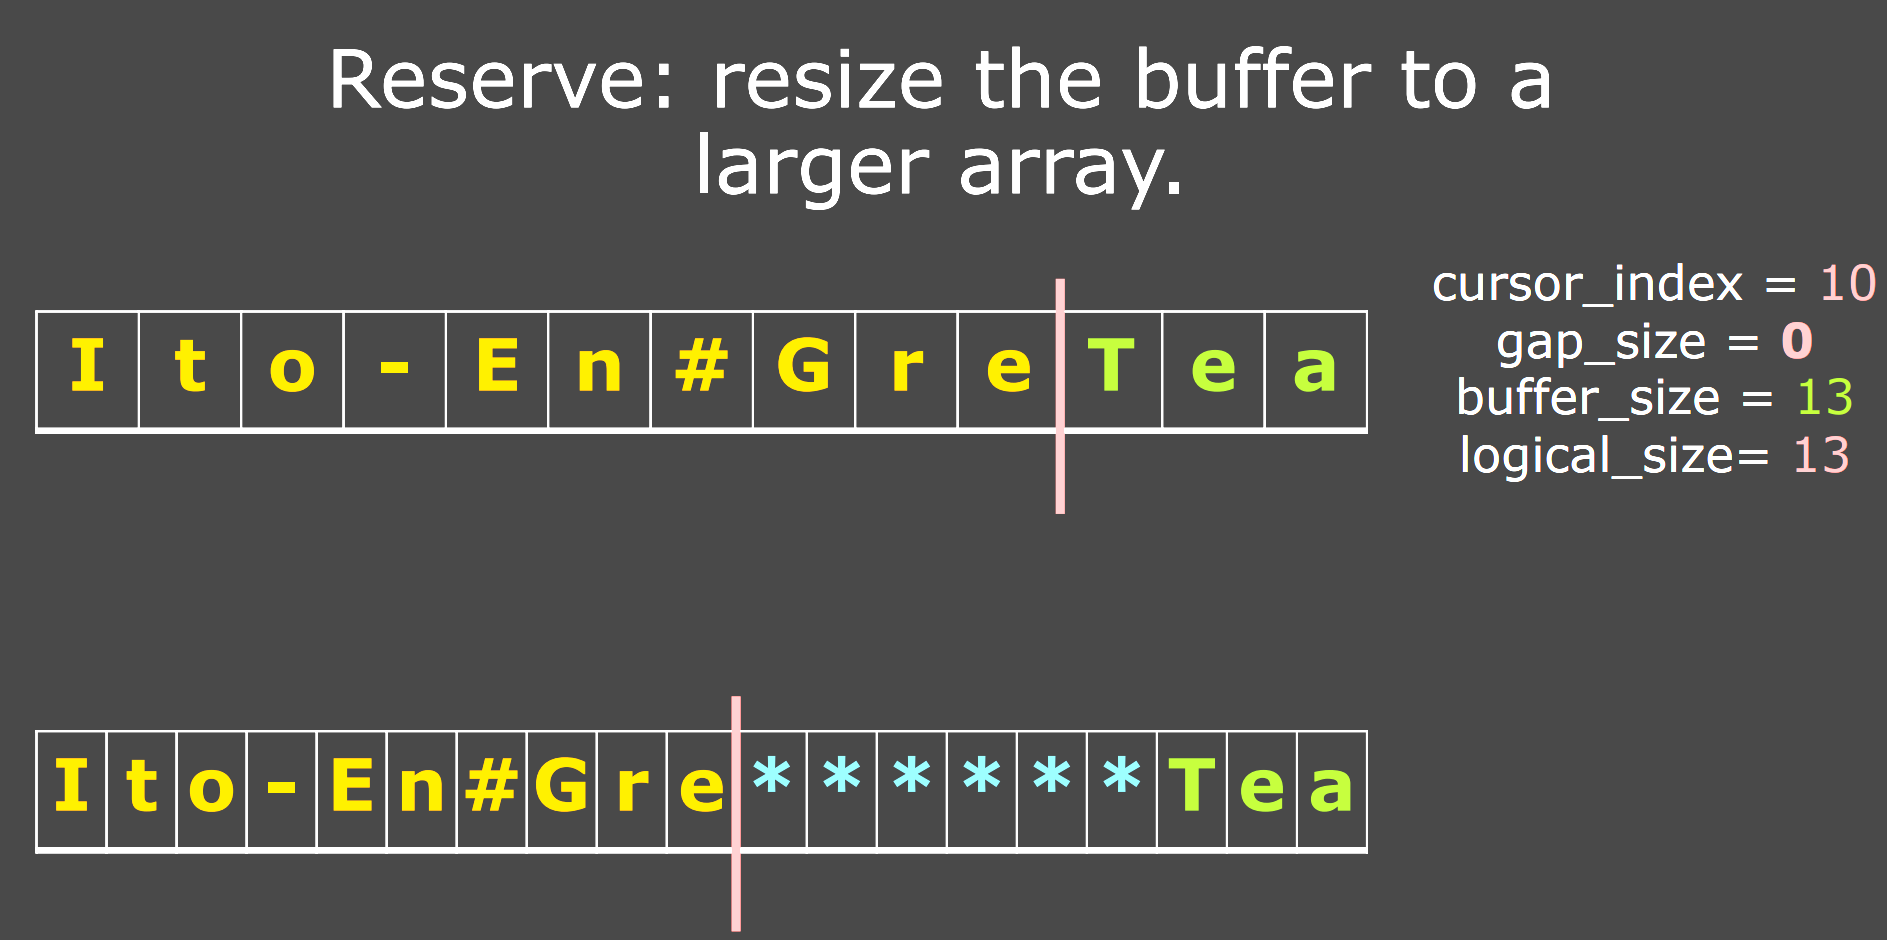 Reserve: resize the buffer to a
larger array.
cursor_index = 10
gap_size = 0
buffer_size = 13
logical_size= 13
I t o - E n # G r e T e a
I t o - E n # G r e * * * * * * T e a